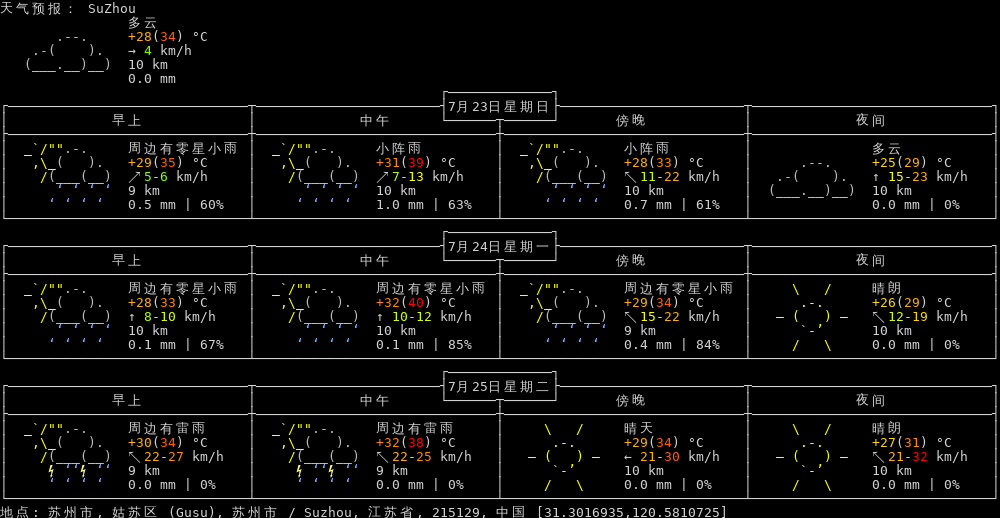 天气预报: SuZhou
多云
+28(34) °C
→ 4 km/h
10 km
0.0 mm
7月23日星期日
早上 中午 傍晚 夜间
周边有零星小雨 小阵雨 周边有零星小雨 多云
+29(35) °C +31(39) °C +28(33) °C +25(29) °C
↗5-6 km/h ↗7-13 km/h ↖11-22 km/h ↑ 15-23 km/h
9 km 10 km 10 km 10 km
0.5 mm | 60% 1.0 mm | 63% 0.7 mm | 61% 0.0 mm | 0%
7月24日星期一
早上 中午 傍晚 夜间
周边有零星小雨 周边有零星小雨 周边有零星小雨 晴朗
+28(33) °C +32(40) °C +29(34) °C +26(29) °C
↑ 8-10 km/h ↑ 10-12 km/h ↖15-22 km/h ↖12-19 km/h
10 km 10 km 9 km 10 km
0.1 mm | 67% 0.1 mm | 85% 0.4 mm | 84% 0.0 mm | 0%
7月25日星期二
早上 中午 傍晚 夜间
周边有雷雨 周边有雷雨 晴天 晴朗
+30(34) °C +32(38) °C +29(34) °C +27(31) °C
↖22-27 km/h ↖22-25 km/h ← 21-30 km/h ↖21-32 km/h
9 km 9 km 10 km 10 km
0.0 mm | 0% 0.0 mm | 0% 0.0 mm | 0% 0.0 mm | 0%
地点: 苏州市, 姑苏区 (Gusu), 苏州市 / Suzhou, 江苏省, 215129, 中国 [31.3016935,120.5810725]